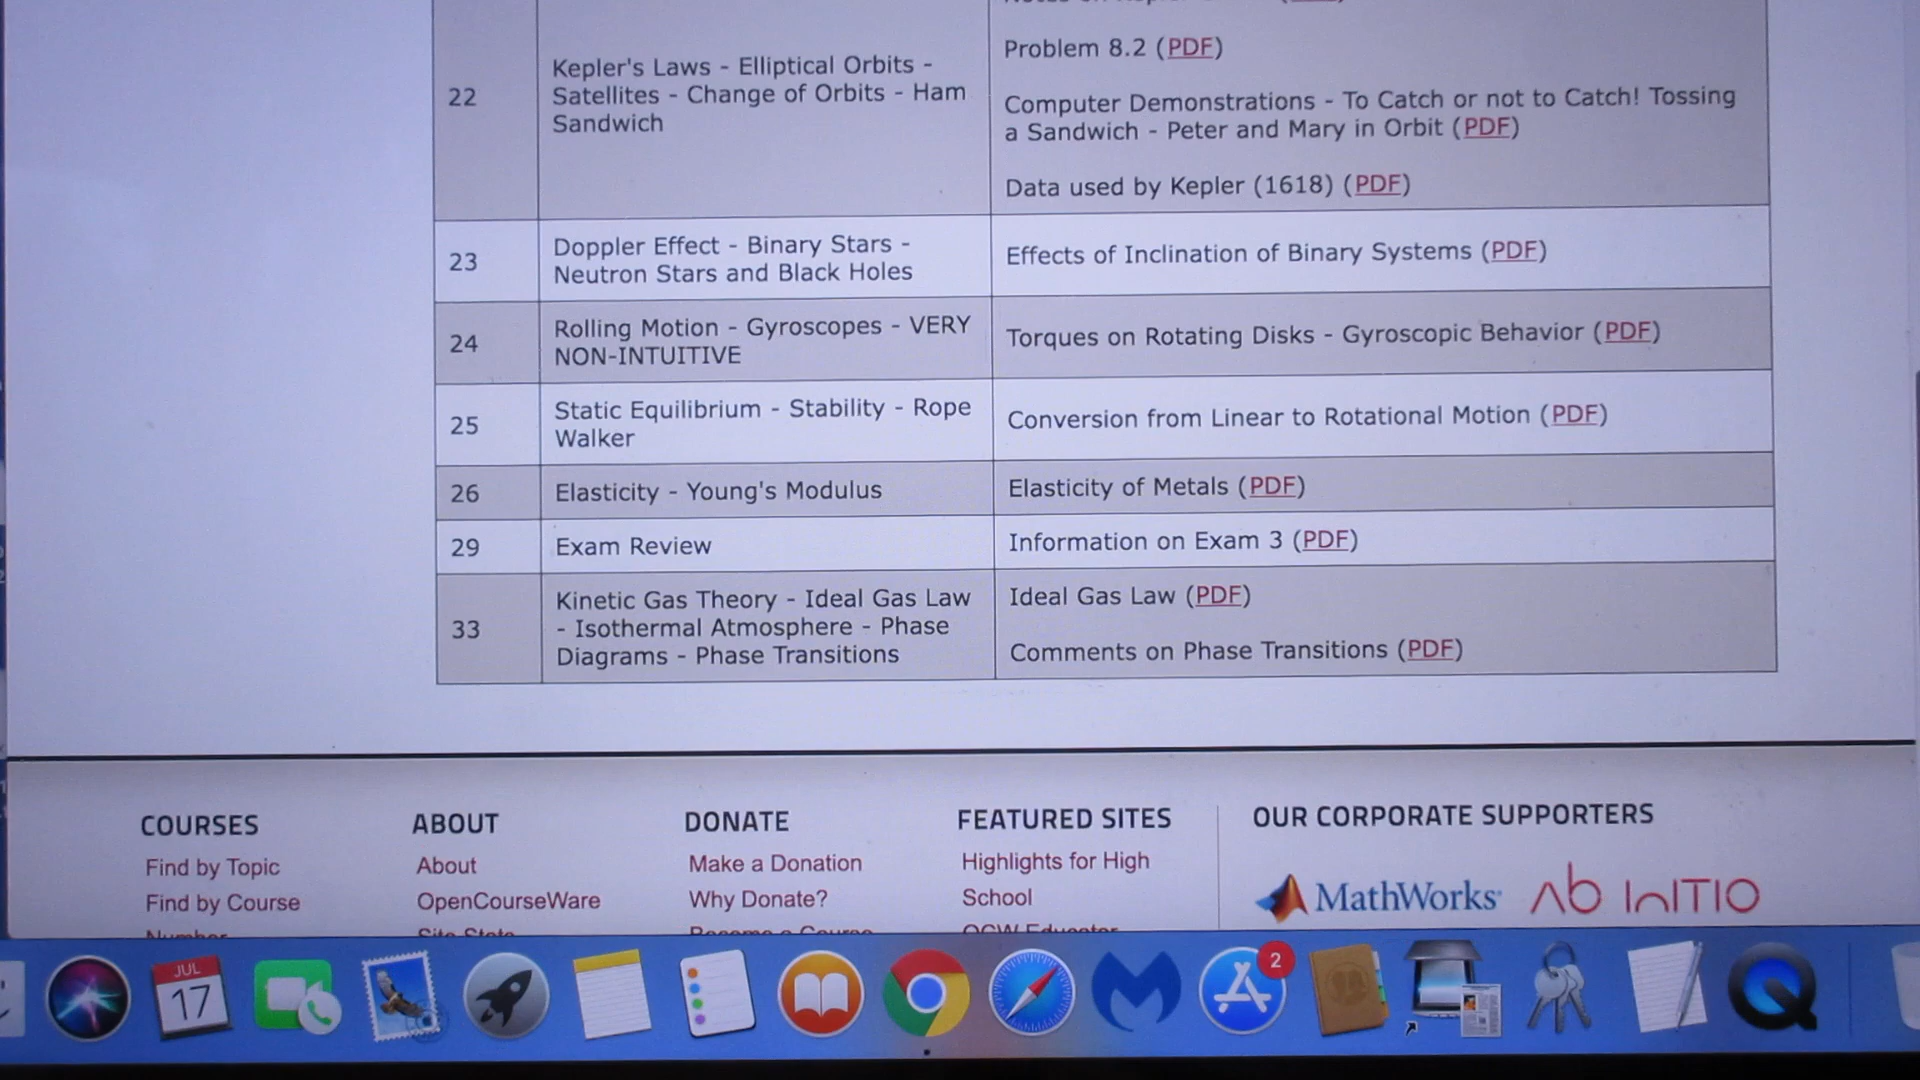 22
Kepler's Laws - Elliptical Orbits -
Satellites - Change of Orbits - Ham
Sandwich
Problem 8.2 (PDF)
Computer Demonstrations - To Catch or not to Catch! Tossing
a Sandwich - Peter and Mary in Orbit (PDF)
Data used by Kepler (1618) (PDF)
23
Doppler Effect - Binary Stars -
Neutron Stars and Black Holes
Effects of Inclination of Binary Systems (PDF)
24
Rolling Motion - Gyroscopes - VERY
NON-INTUITIVE
Torques on Rotating Disks - Gyroscopic Behavior (PDF)
25
Static Equilibrium - Stability - Rope
Walker
Conversion from Linear to Rotational Motion (PDF)
26
Elasticity - Young's Modulus
Elasticity of Metals (PDF)
29
Exam Review
Information on Exam 3 (PDF)
33
Kinetic Gas Theory - Ideal Gas Law
- Isothermal Atmosphere - Phase
Diagrams - Phase Transitions
Ideal Gas Law (PDF)
Comments on Phase Transitions (PDF)
COURSES
Find by Topic
Find by Course
Number
ABOUT
About
OpenCourseWare
Site Stats
DONATE
Make a Donation
Why Donate?
Become a Course
FEATURED SITES
Highlights for High
School
OCW Educator
OUR CORPORATE SUPPORTERS
MathWorks
Ab INITIO
JUL
17
2